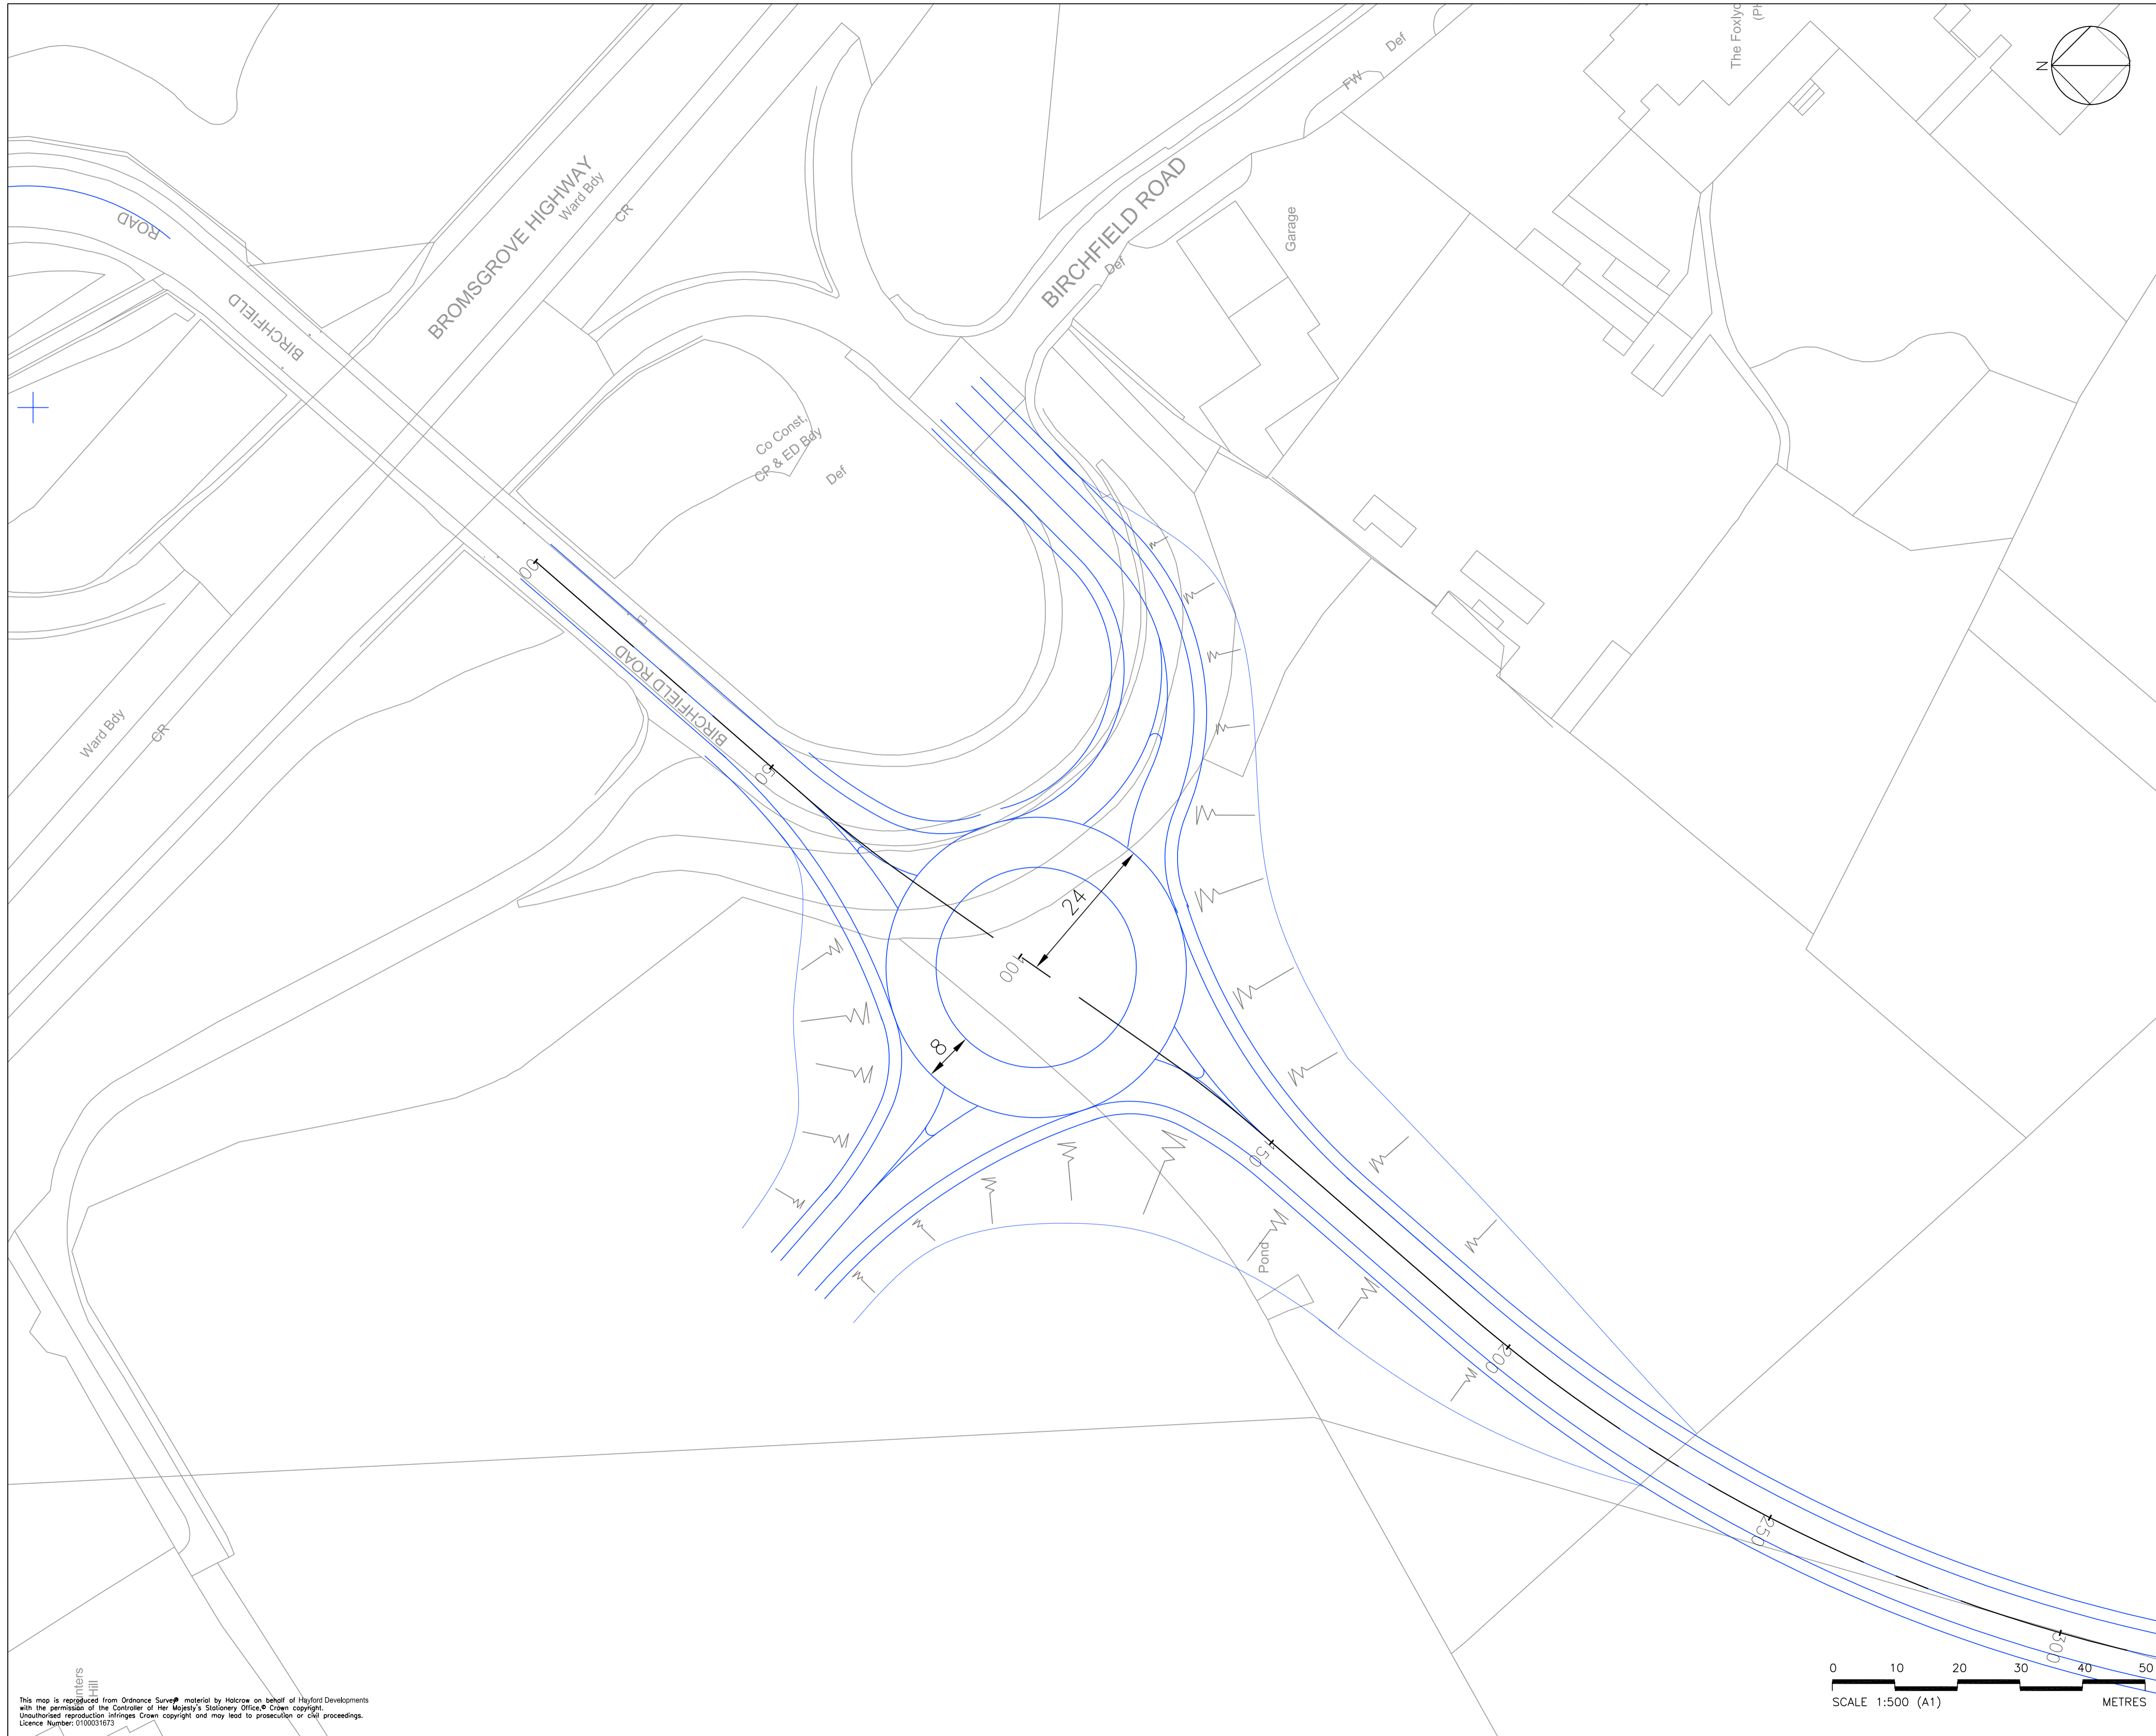 The Foxlyd
(PH
N
Def
FW
BIRCHFIELD ROAD
Def
Garage
BROMSGROVE HIGHWAY
Ward Bdy
CR
ROAD
BIRCHFIELD
Co Const,
CP & ED Bdy
Def
00
BIRCHFIELD ROAD
50
Ward Bdy
CR
24
100
8
150
Pond
200
250
300
Hill
0 10 20 30 40 50
SCALE 1:500 (A1) METRES
This map is reproduced from Ordnance Survey® material by Halcrow on behalf of Hayford Developments
with the permission of the Controller of Her Majesty's Stationery Office,© Crown copyright.
Unauthorised reproduction infringes Crown copyright and may lead to prosecution or civil proceedings.
Licence Number: 0100031673